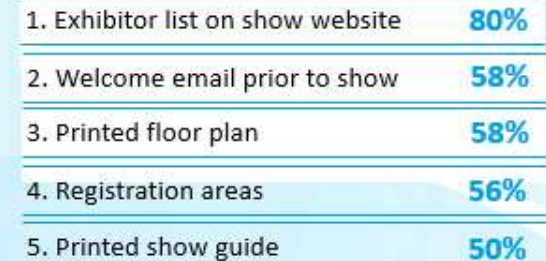 1. Exhibitor list on show website 80%
2. Welcome email prior to show 58%
3. Printed floor plan 58%
4. Registration areas 56%
5. Printed show guide 50%